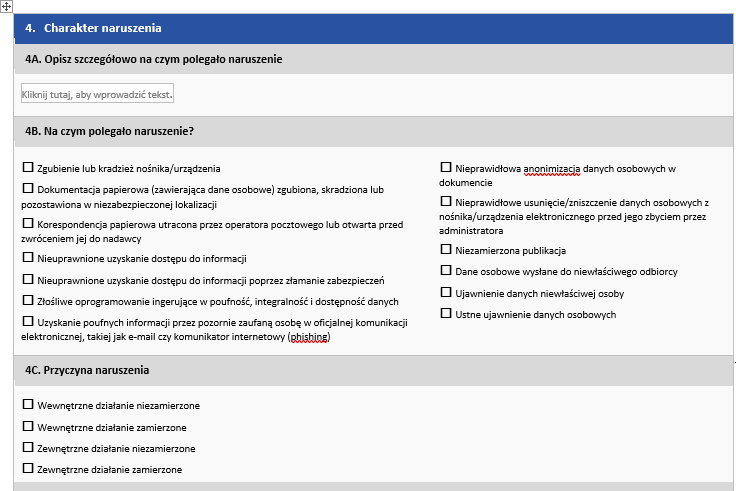 4. Charakter naruszenia
4A. Opisz szczegółowo na czym polegało naruszenie
Kliknij tutaj, aby wprowadzić tekst.
4B. Na czym polegało naruszenie?
☐ Zgubienie lub kradzież nośnika/urządzenia
☐ Dokumentacja papierowa (zawierająca dane osobowe) zgubiona, skradziona lub
pozostawiona w niezabezpieczonej lokalizacji
☐ Korespondencja papierowa utracona przez operatora pocztowego lub otwarta przed
zwróceniem jej do nadawcy
☐ Nieuprawnione uzyskanie dostępu do informacji
☐ Nieuprawnione uzyskanie dostępu do informacji poprzez złamanie zabezpieczeń
☐ Złośliwe oprogramowanie ingerujące w poufność, integralność i dostępność danych
☐ Uzyskanie poufnych informacji przez pozornie zaufaną osobę w oficjalnej komunikacji
elektronicznej, takiej jak e-mail czy komunikator internetowy (phishing)
☐ Nieprawidłowa anonimizacja danych osobowych w
dokumencie
☐ Nieprawidłowe usunięcie/zniszczenie danych osobowych z
nośnika/urządzenia elektronicznego przed jego zbyciem przez
administratora
☐ Niezamierzona publikacja
☐ Dane osobowe wysłane do niewłaściwego odbiorcy
☐ Ujawnienie danych niewłaściwej osoby
☐ Ustne ujawnienie danych osobowych
4C. Przyczyna naruszenia
☐ Wewnętrzne działanie niezamierzone
☐ Wewnętrzne działanie zamierzone
☐ Zewnętrzne działanie niezamierzone
☐ Zewnętrzne działanie zamierzone